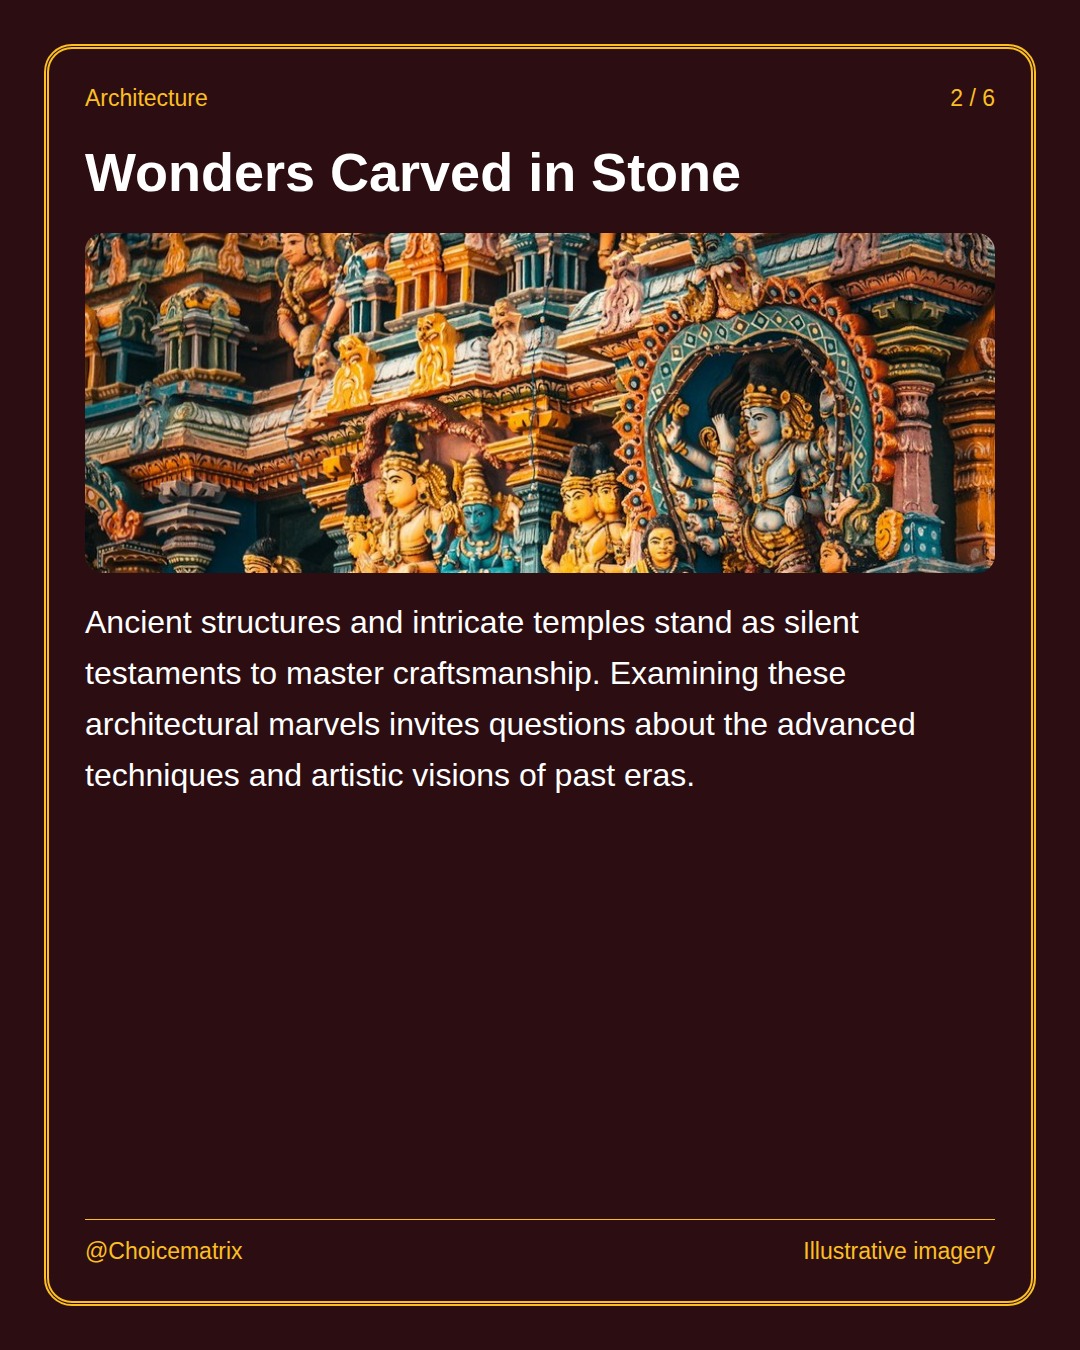 Architecture
2 / 6
Wonders Carved in Stone
Ancient structures and intricate temples stand as silent
testaments to master craftsmanship. Examining these
architectural marvels invites questions about the advanced
techniques and artistic visions of past eras.
@Choicematrix
Illustrative imagery